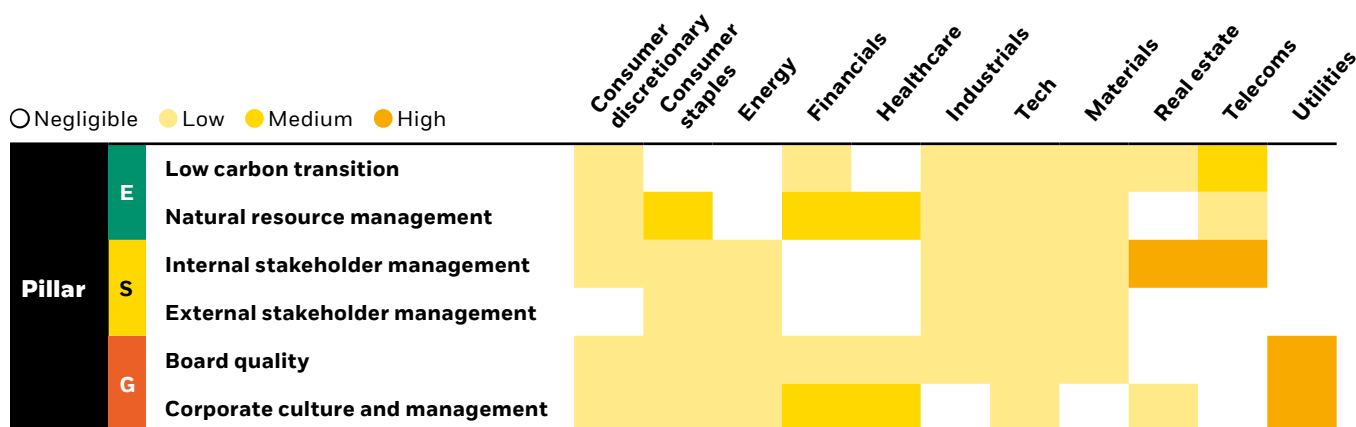 Consumer
discretionary
Consumer
staples
Energy
Financials
Healthcare
Industrials
Tech
Materials
Real estate
Telecoms
Utilities
Negligible Low Medium High
Pillar
E
Low carbon transition
Natural resource management
S
Internal stakeholder management
External stakeholder management
G
Board quality
Corporate culture and management